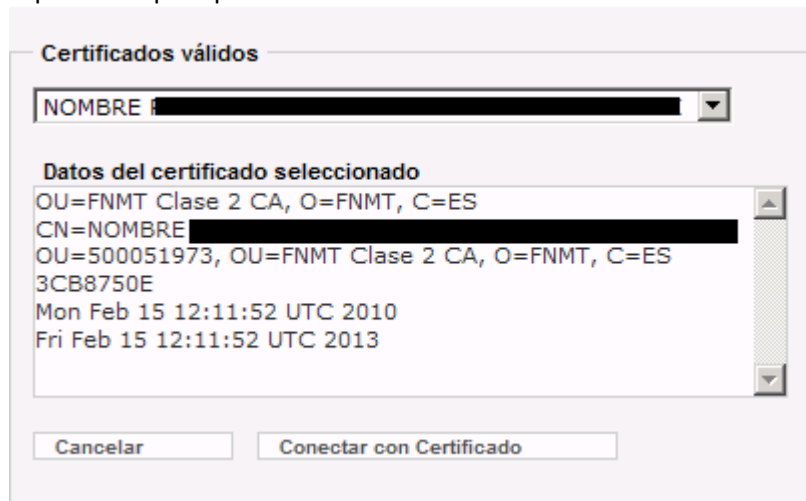 Certificados válidos
NOMBRE
Datos del certificado seleccionado
OU=FNMT Clase 2 CA, O=FNMT, C=ES
CN=NOMBRE
OU=500051973, OU=FNMT Clase 2 CA, O=FNMT, C=ES
3CB8750E
Mon Feb 15 12:11:52 UTC 2010
Fri Feb 15 12:11:52 UTC 2013
Cancelar Conectar con Certificado